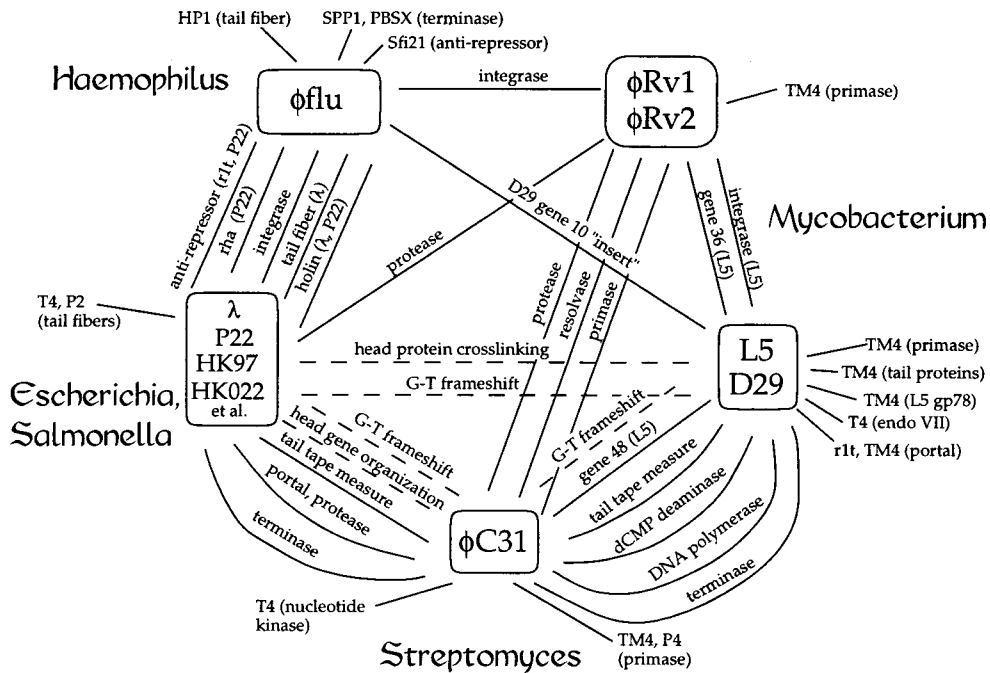 HP1 (tail fiber)
SPP1, PBSX (terminase)
Sfi21 (anti-repressor)
Haemophilus
ϕflu
integrase
ϕRv1
ϕRv2
TM4 (primase)
anti-repressor (r1t, P22)
rha (P22)
integrase
tail fiber (λ)
holin (λ, P22)
protease
D29 gene 10 "insert"
protease
resolvase
primase
gene 36 (L5)
integrase (L5)
Mycobacterium
T4, P2
(tail fibers)
λ
P22
HK97
HK022
et al.
Escherichia,
Salmonella
head protein crosslinking
G-T frameshift
L5
D29
TM4 (primase)
TM4 (tail proteins)
TM4 (L5 gp78)
T4 (endo VII)
r1t, TM4 (portal)
G-T frameshift
head gene organization
tail tape measure
portal, protease
terminase
G-T frameshift
gene 48 (L5)
tail tape measure
dCMP deaminase
DNA polymerase
terminase
ϕC31
T4 (nucleotide
kinase)
TM4, P4
(primase)
Streptomyces